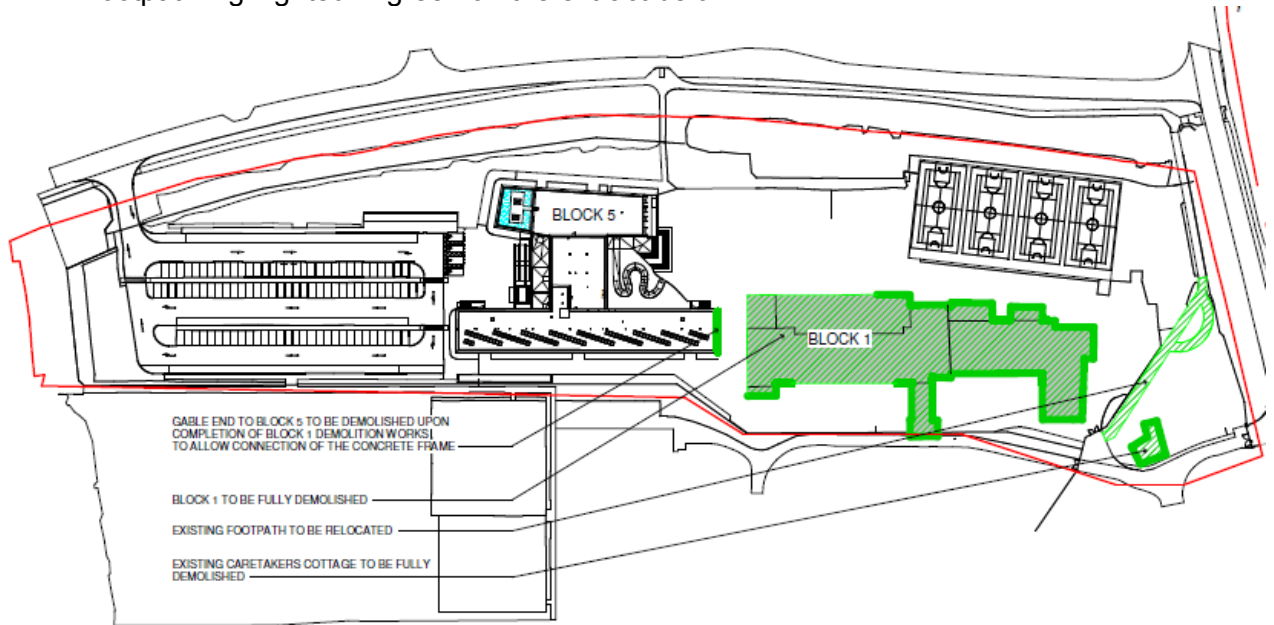 BLOCK 5
BLOCK 1
GABLE END TO BLOCK 5 TO BE DEMOLISHED UPON
COMPLETION OF BLOCK 1 DEMOLITION WORKS
TO ALLOW CONNECTION OF THE CONCRETE FRAME
BLOCK 1 TO BE FULLY DEMOLISHED
EXISTING FOOTPATH TO BE RELOCATED
EXISTING CARETAKERS COTTAGE TO BE FULLY
DEMOLISHED